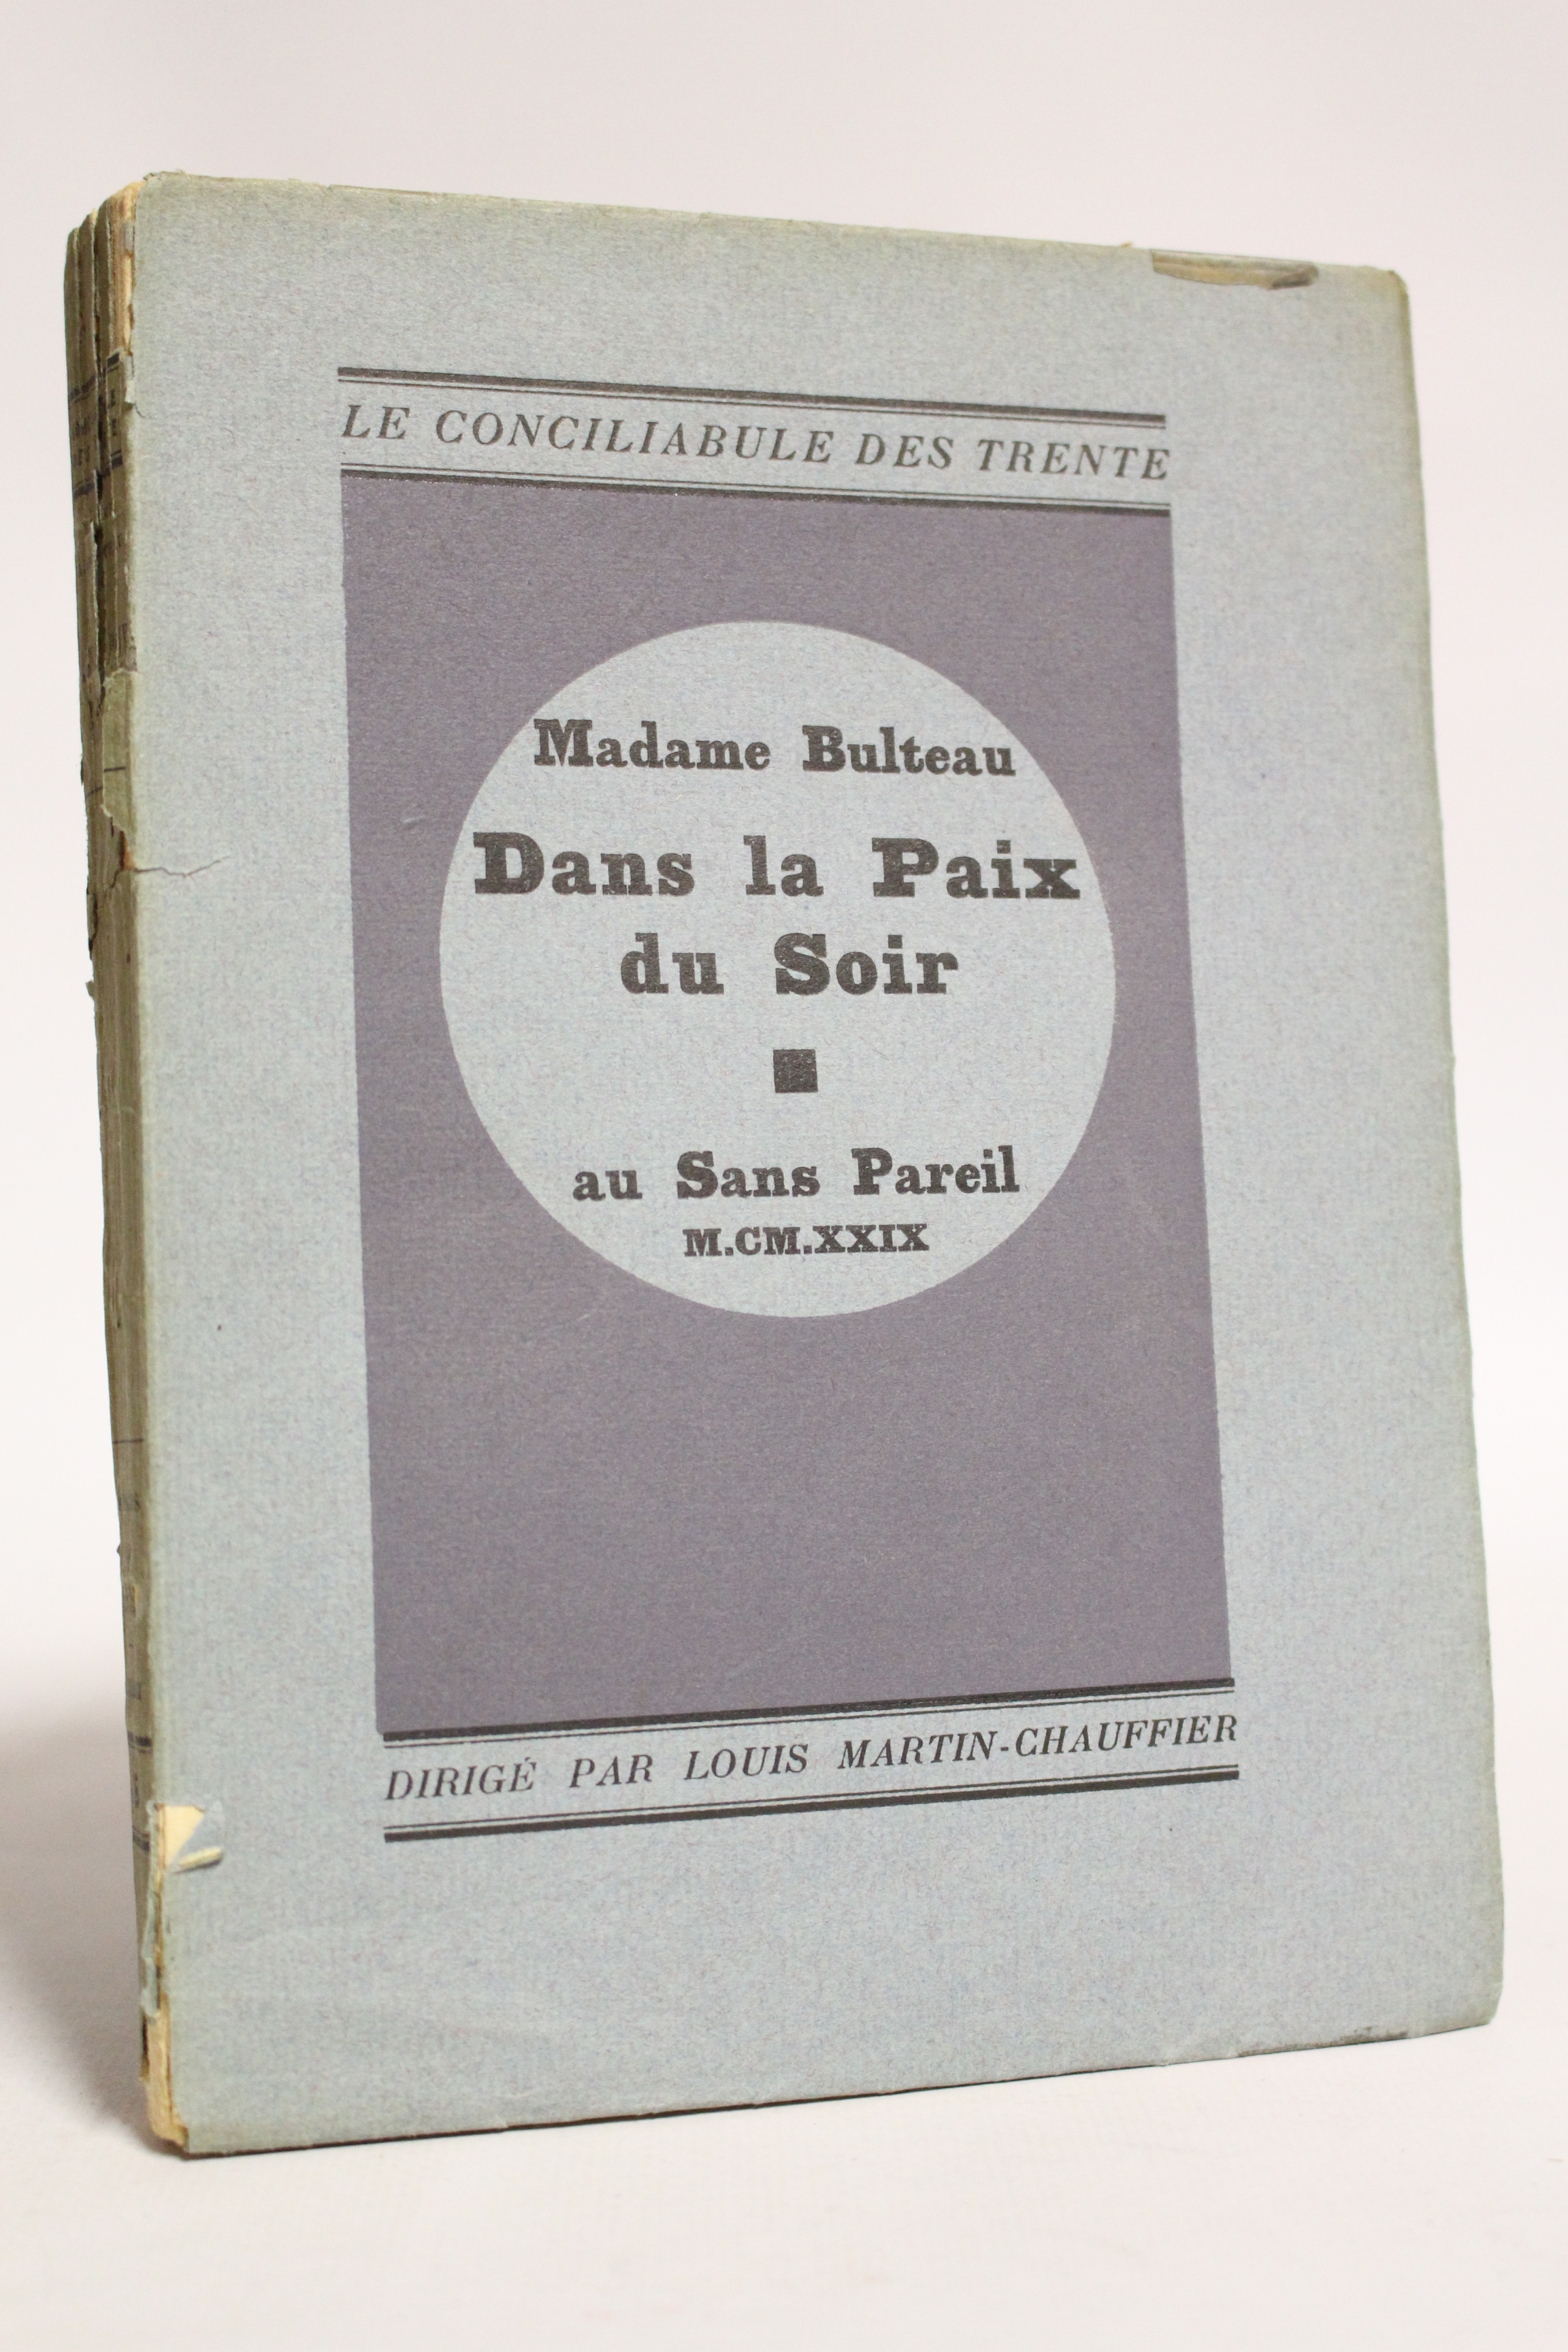 LE CONCILIABULE DES TRENTE
Madame Bulteau
Dans la Paix
du Soir
au Sans Pareil
M.CM.XXIX
DIRIGÉ PAR LOUIS MARTIN-CHAUFFIER